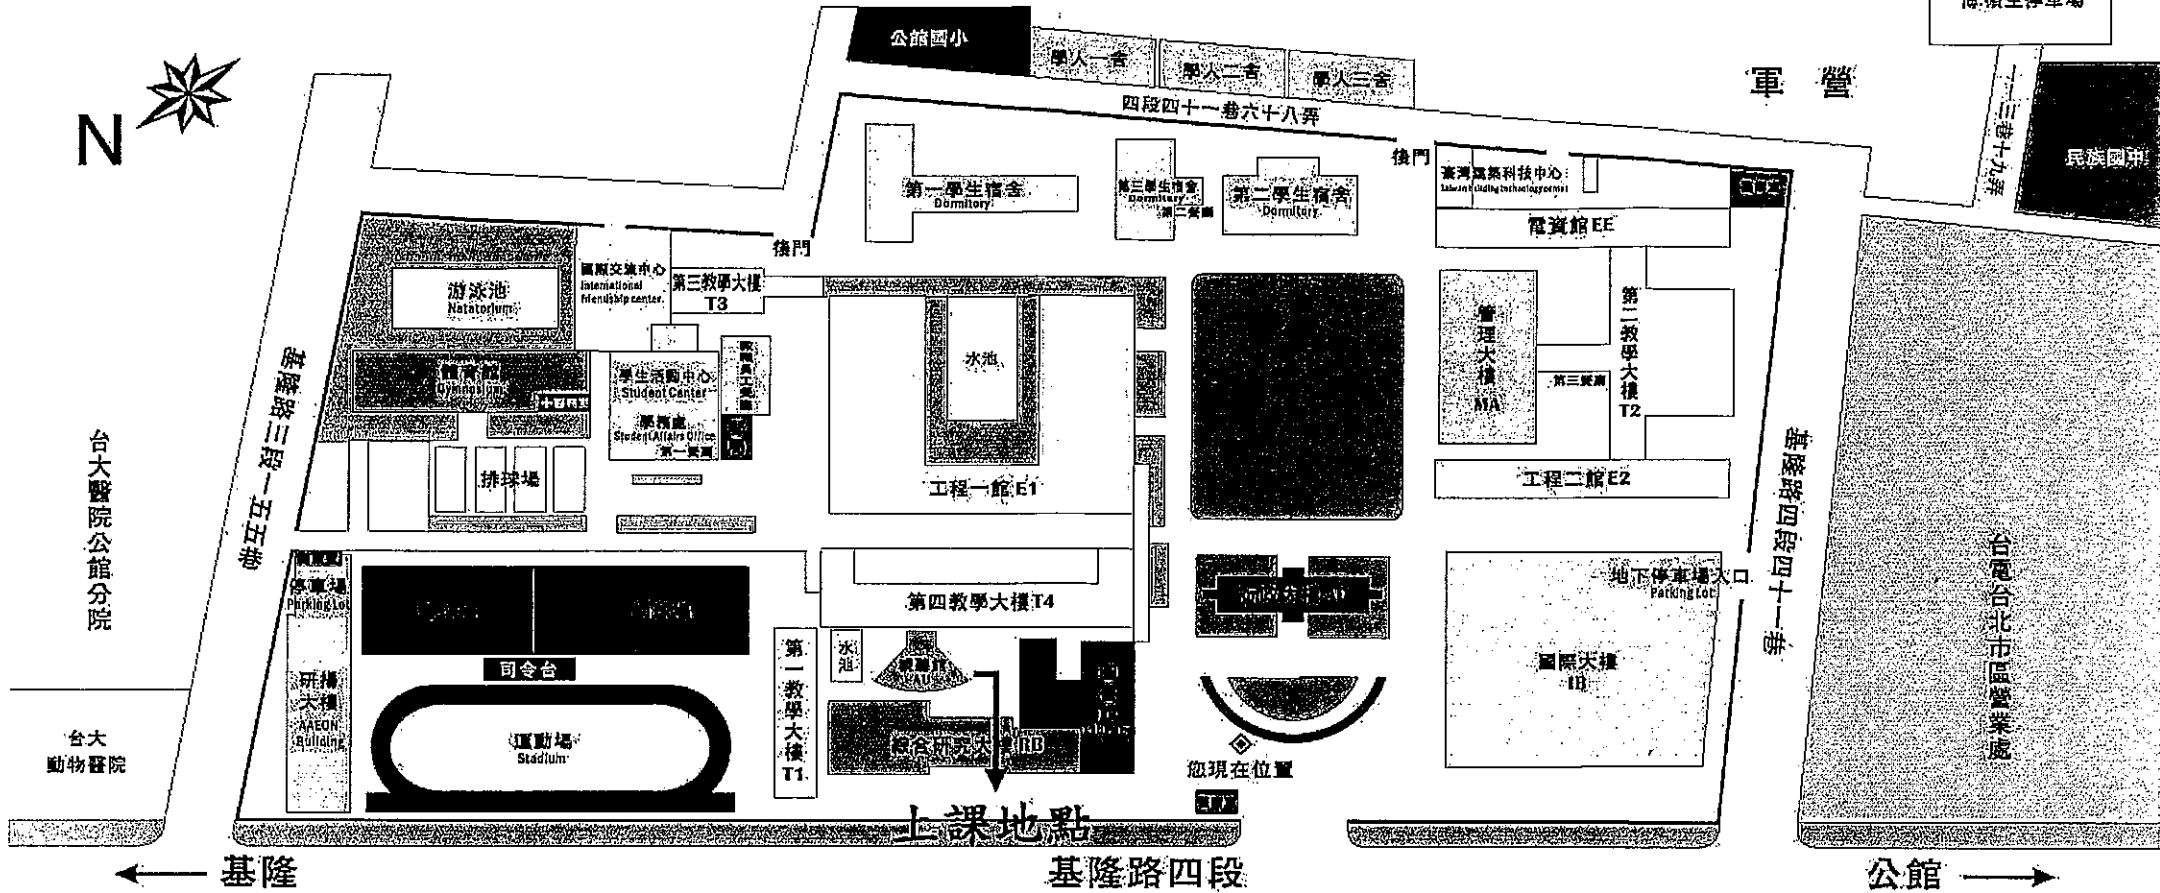 公館國小
學人一舍
學人二舍
學人三舍
軍 營
四段四十一巷六十八弄
民族國中
N
後門
第一學生宿舍
Dormitory
第三學生宿舍
Dormitory
第二餐廳
第二學生宿舍
Dormitory
臺灣建築科技中心
電資館EE
後門
國際交流中心
International
friendship center.
第三教學大樓
T3
游泳池
Natatorium
水池
管理大樓
MA
第二教學大樓
T2
第三餐廳
體育館
Gymnasium
學生活動中心
Student Center
學務處
Student Affairs Office
第一餐廳
排球場
工程一館E1
工程二館E2
基隆路三段一五五巷
台大醫院公館分院
基隆路四段四十一巷
台電台北市區營業處
停車場
Parking Lot
第四教學大樓T4
地下停車場入口
Parking Lot
司令台
第一教學大樓
T1
水池
AU
國際大樓
IB
研揚大樓
AAEON
Building
運動場
Stadium
綜合研究大樓RB
台大
動物醫院
您現在位置
上課地點
基隆
基隆路四段
公館